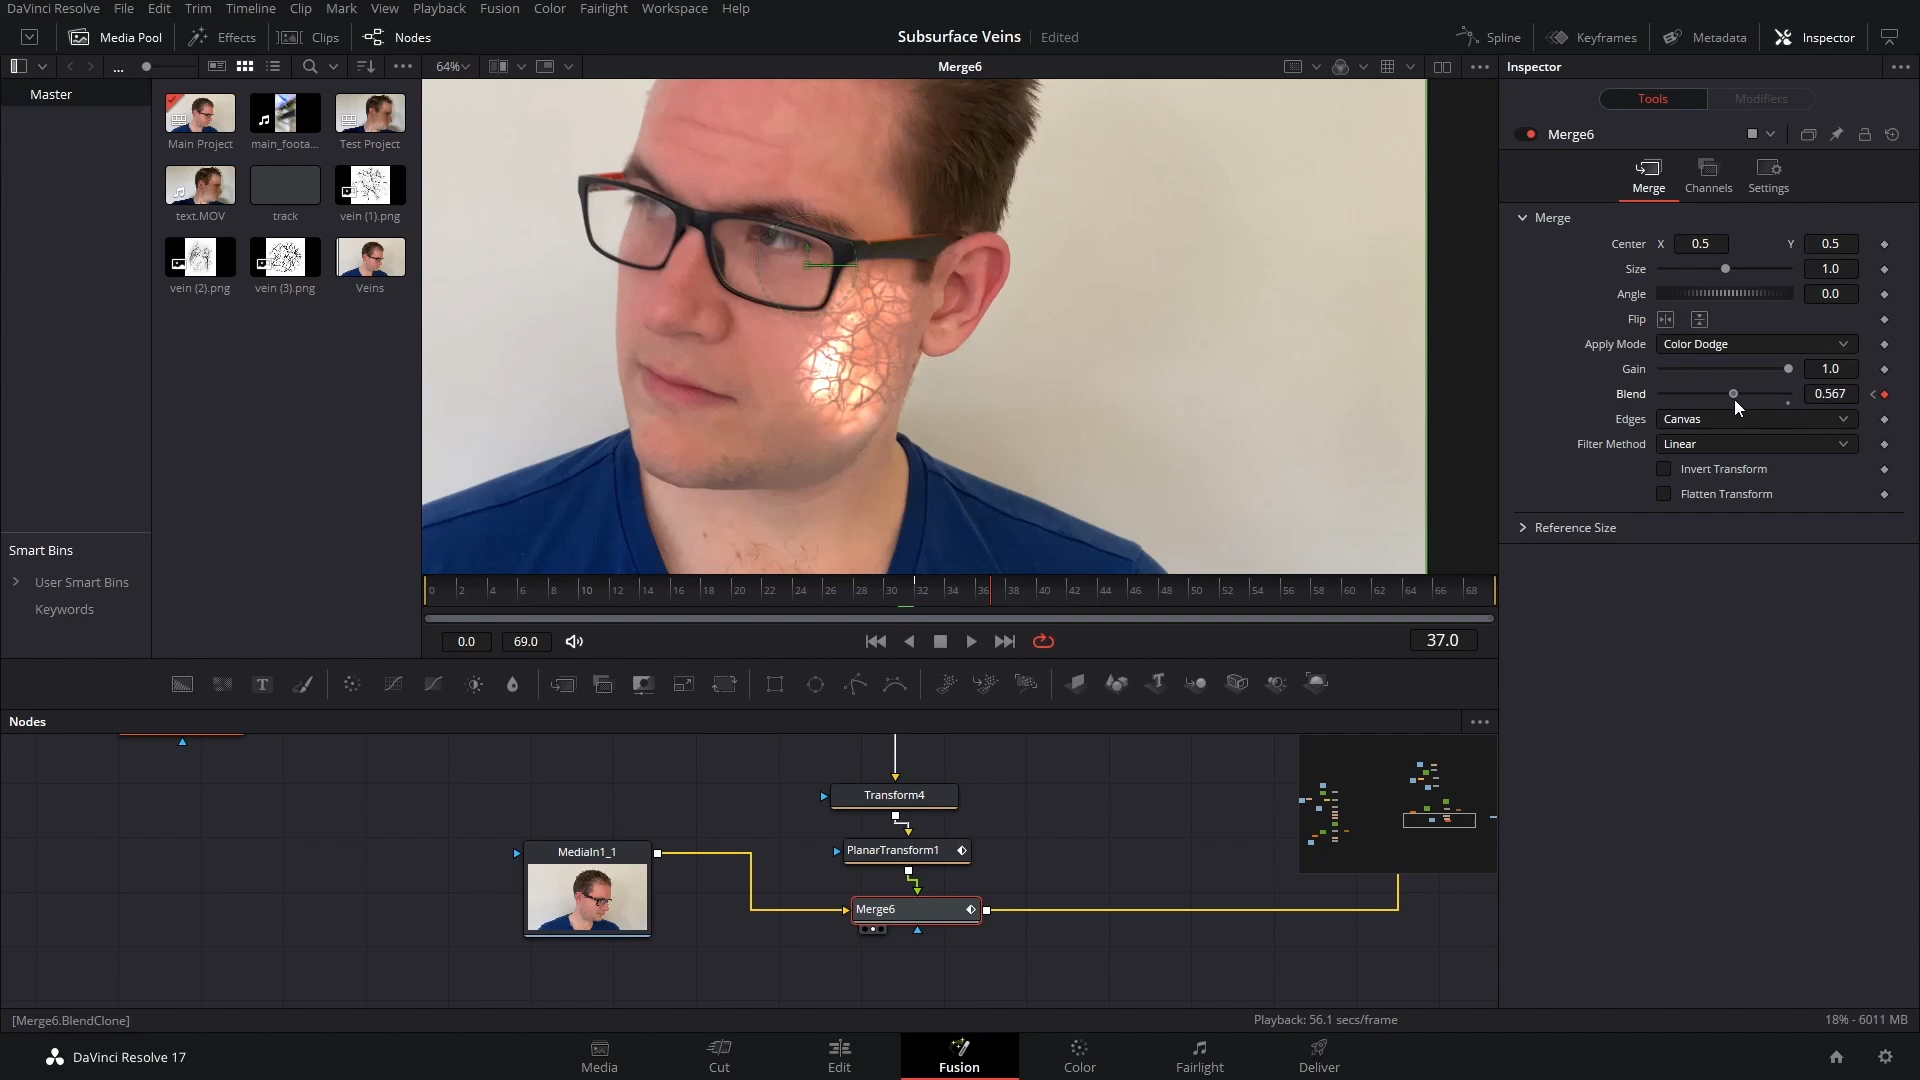 DaVinci Resolve File Edit Trim Timeline Clip Mark View Playback Fusion Color Fairlight Workspace Help
Media Pool Effects Clips Nodes Subsurface Veins Edited Spline Keyframes Metadata Inspector
... 64% Merge6 Inspector
Master
Main Project main_foota... Test Project
text.MOV track vein (1).png
vein (2).png vein (3).png Veins
Smart Bins
User Smart Bins
Keywords
Tools Modifiers
Merge6
Merge Channels Settings
Merge
Center X 0.5 Y 0.5
Size 1.0
Angle 0.0
Flip
Apply Mode Color Dodge
Gain 1.0
Blend 0.567
Edges Canvas
Filter Method Linear
Invert Transform
Flatten Transform
Reference Size
0 2 4 6 8 10 12 14 16 18 20 22 24 26 28 30 32 34 36 38 40 42 44 46 48 50 52 54 56 58 60 62 64 66 68
0.0 69.0 37.0
Nodes
Transform4
PlanarTransform1
MediaIn1_1
Merge6
[Merge6.BlendClone] Playback: 56.1 secs/frame 18% - 6011 MB
DaVinci Resolve 17 Media Cut Edit Fusion Color Fairlight Deliver